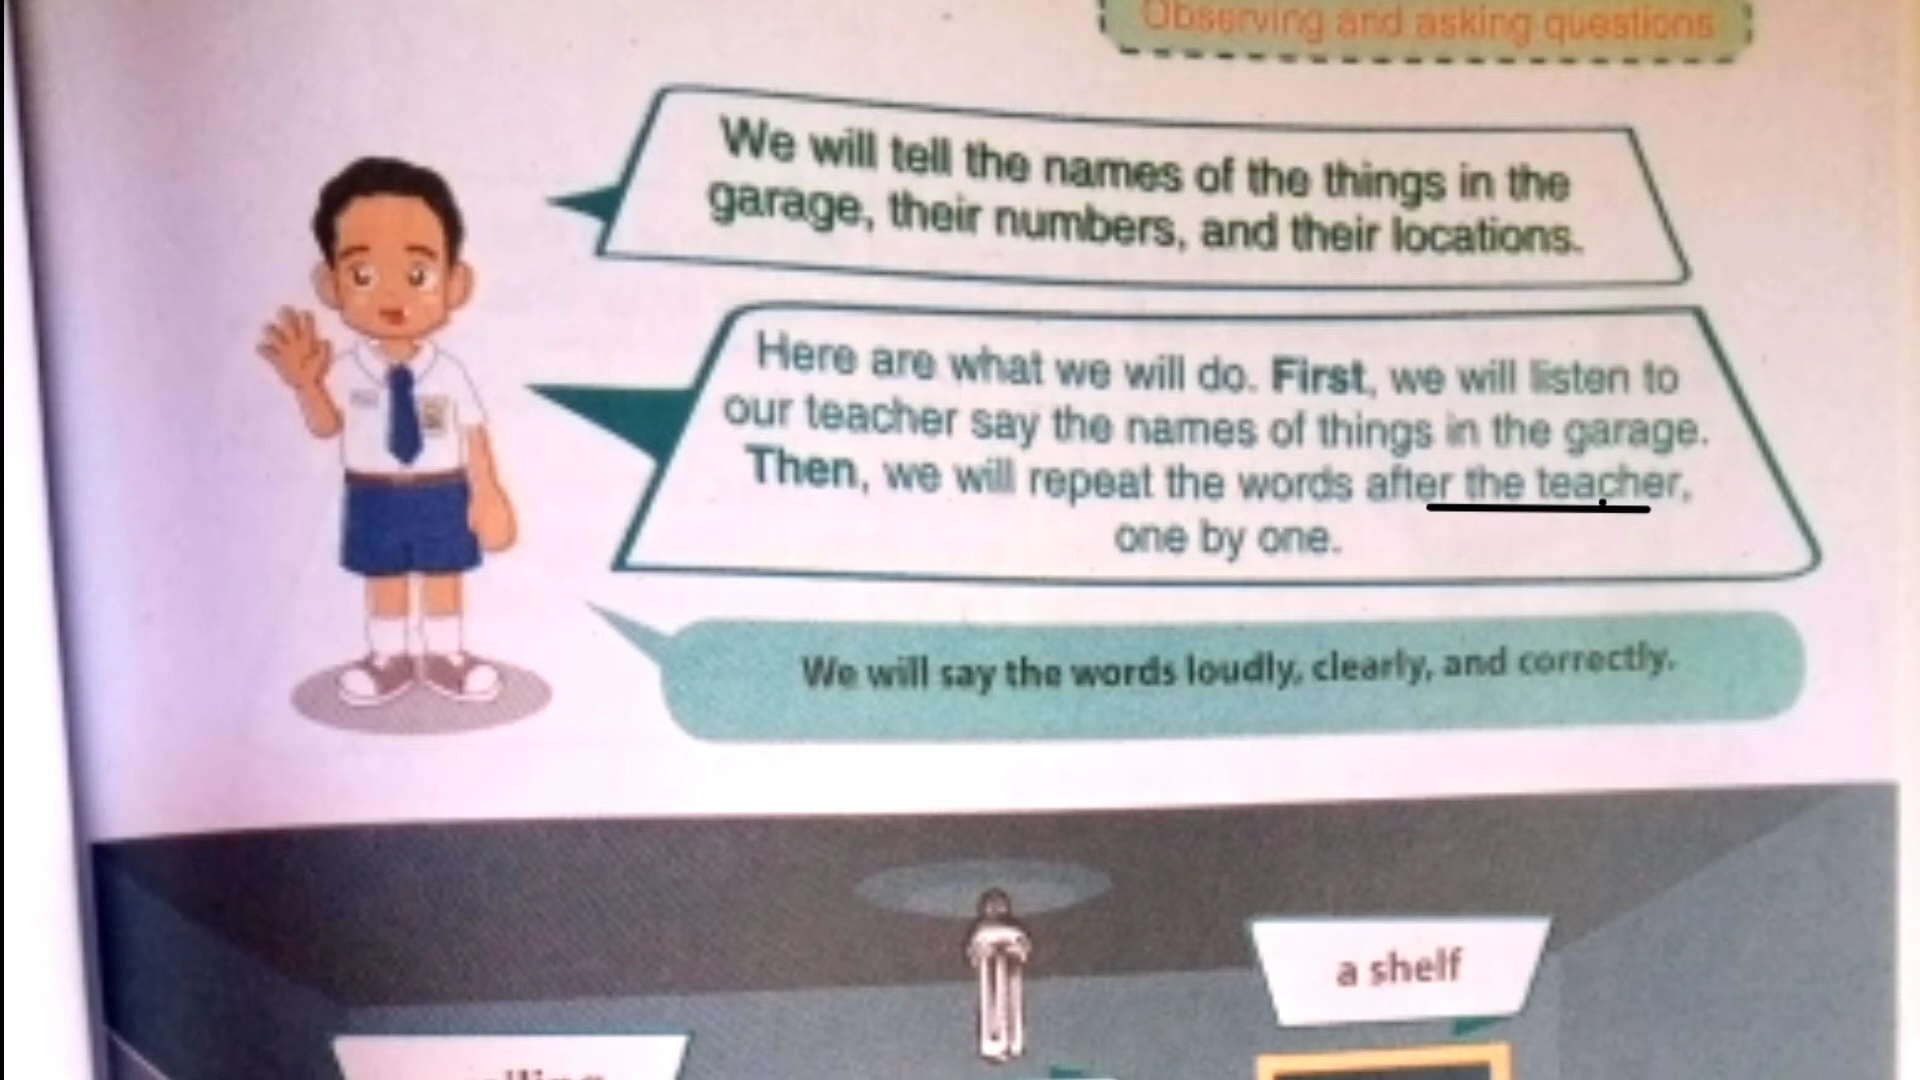 Observing and asking questions
We will tell the names of the things in the
garage, their numbers, and their locations.
Here are what we will do. First, we will listen to
our teacher say the names of things in the garage.
Then, we will repeat the words after the teacher,
one by one.
We will say the words loudly, clearly, and correctly.
a shelf